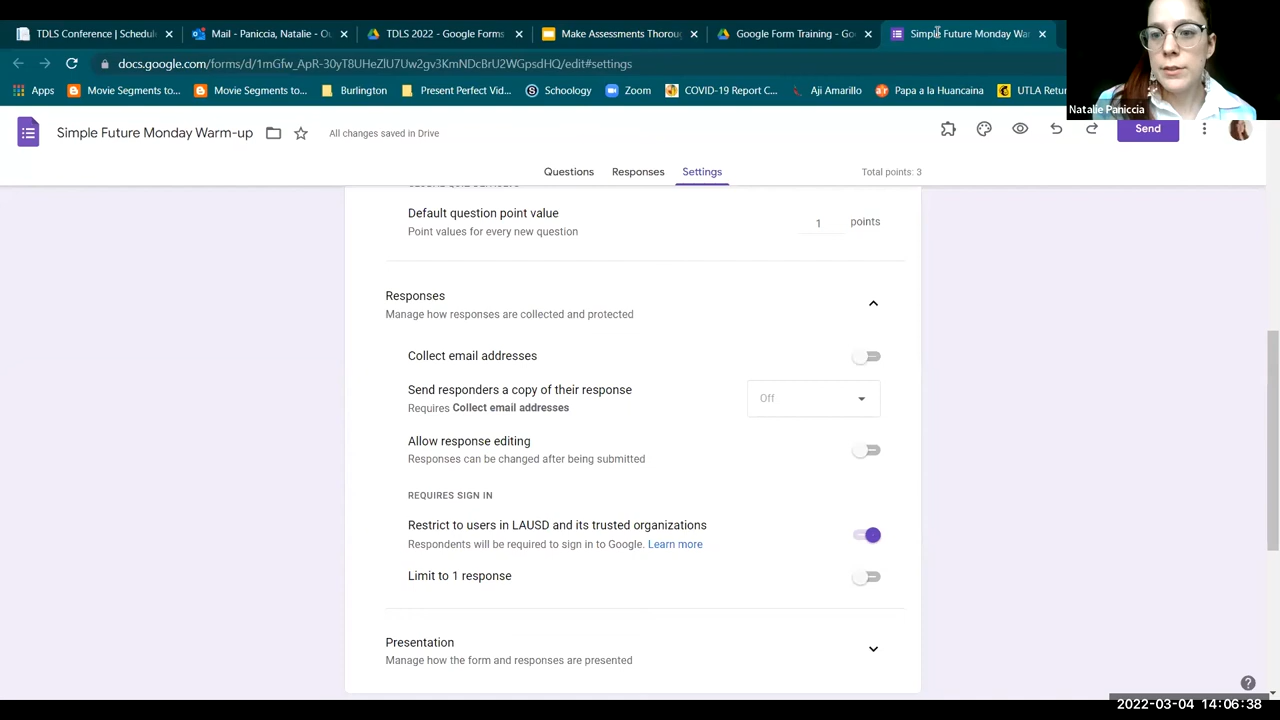 TDLS Conference | Schedul
Mail - Paniccia, Natalie - Ou
TDLS 2022 - Google Forms
Make Assessments Thoroug
Google Form Training - Goo
Simple Future Monday War
docs.google.com/forms/d/1mGfw_ApR-30yT8UHeZlU7Uw2gv3KmNDcBrU2WGpsdHQ/edit#settings
Apps
Movie Segments to...
Movie Segments to...
Burlington
Present Perfect Vid...
Schoology
Zoom
COVID-19 Report C...
Aji Amarillo
Papa a la Huancaina
UTLA Retur
Natalie Paniccia
Simple Future Monday Warm-up
All changes saved in Drive
Send
Questions
Responses
Settings
Total points: 3
Default question point value
1 points
Point values for every new question
Responses
Manage how responses are collected and protected
Collect email addresses
Send responders a copy of their response
Requires Collect email addresses
Off
Allow response editing
Responses can be changed after being submitted
REQUIRES SIGN IN
Restrict to users in LAUSD and its trusted organizations
Respondents will be required to sign in to Google. Learn more
Limit to 1 response
Presentation
Manage how the form and responses are presented
2022-03-04 14:06:38